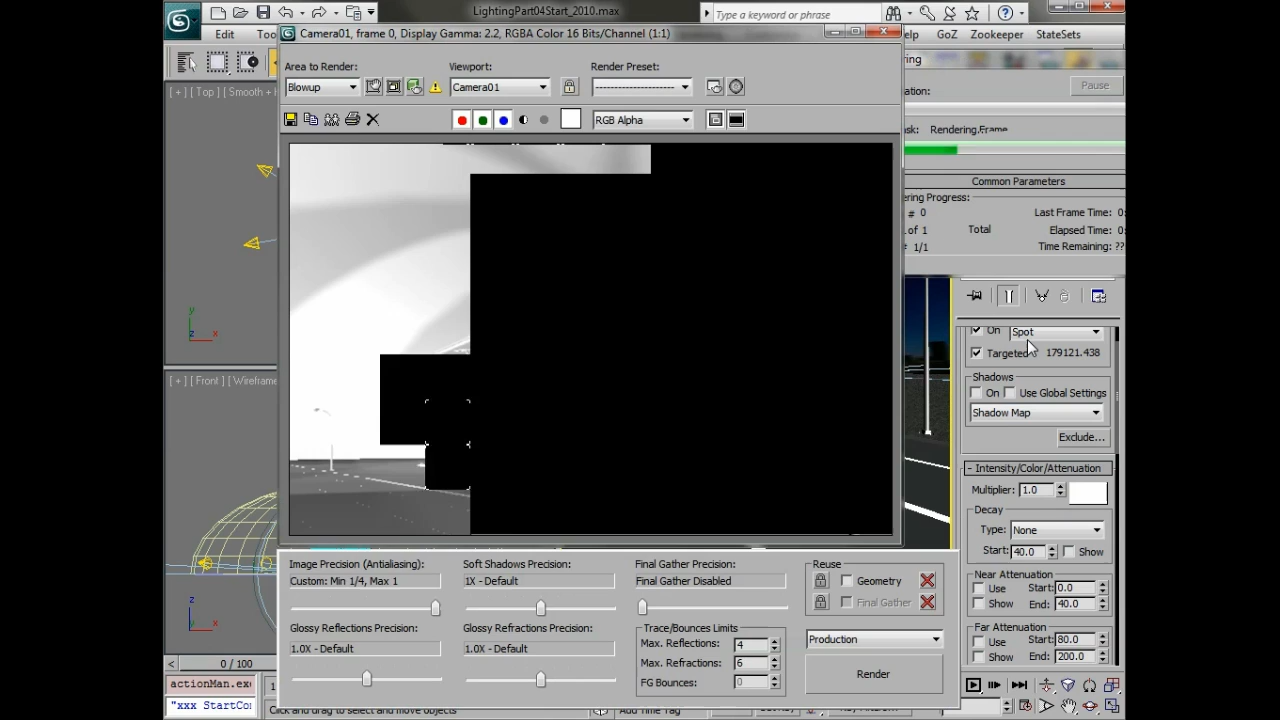 LightingPart04Start_2010.max
Type a keyword or phrase
Edit
GoZ
Zookeeper
StateSets
Camera01, frame 0, Display Gamma: 2.2, RGBA Color 16 Bits/Channel (1:1)
Area to Render:
Viewport:
Render Preset:
Blowup
Camera01
RGB Alpha
[ + ] [ Top ] [ Smooth +
Pause
Rendering Frame
Common Parameters
# 0
Last Frame Time:
of 1
Total
Elapsed Time:
# 1/1
Time Remaining: ??
On
Spot
Targeted
179121.438
Shadows
On
Use Global Settings
Shadow Map
Exclude...
- Intensity/Color/Attenuation
Multiplier: 1.0
Decay
Type: None
Start: 40.0
Show
Near Attenuation
Use
Start: 0.0
Show
End: 40.0
Far Attenuation
Use
Start: 80.0
Show
End: 200.0
[ + ] [ Front ] [ Wirefram
y
x
z
z
x
Image Precision (Antialiasing):
Custom: Min 1/4, Max 1
Soft Shadows Precision:
1X - Default
Final Gather Precision:
Final Gather Disabled
Reuse
Geometry
Final Gather
Glossy Reflections Precision:
1.0X - Default
Glossy Refractions Precision:
1.0X - Default
Trace/Bounces Limits
Max. Reflections: 4
Max. Refractions: 6
FG Bounces: 0
Production
Render
0 / 100
actionMan.exe
"xxx StartCor
Click and drag to select and move objects
Add Time Tag